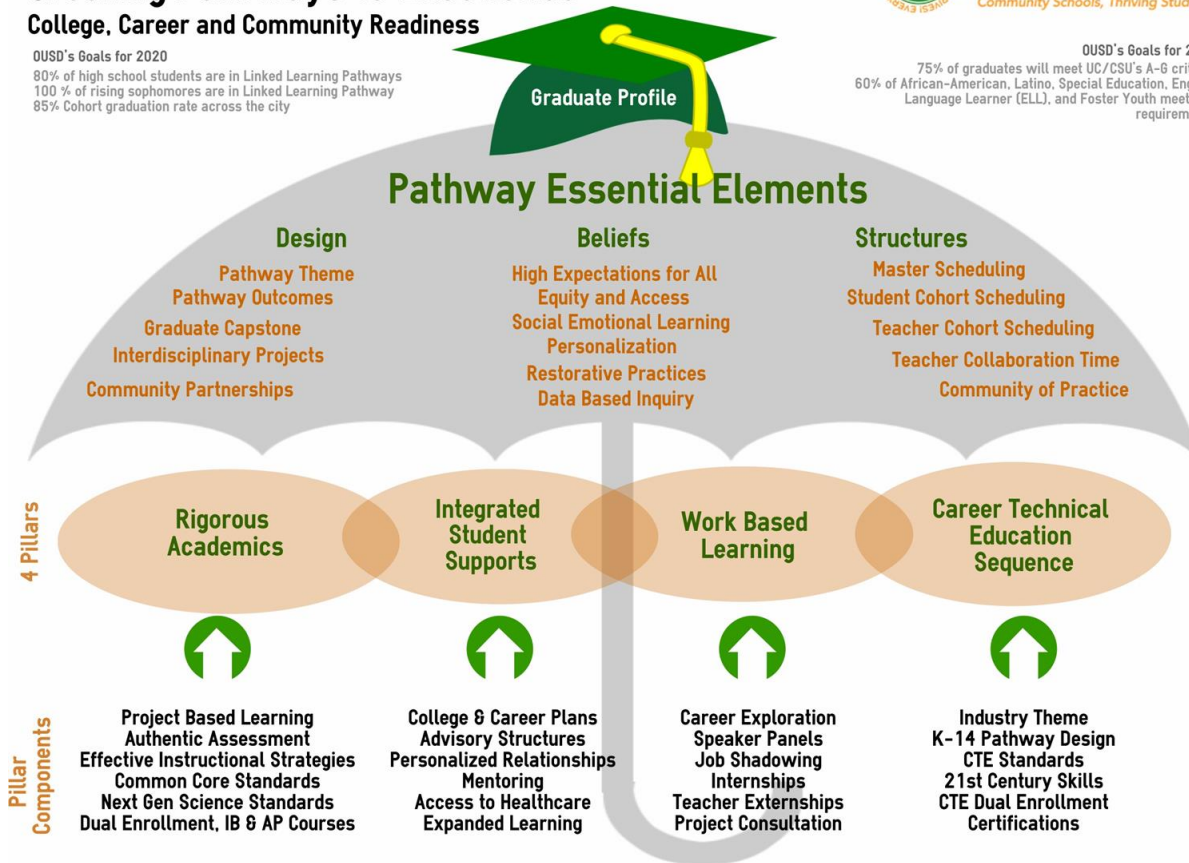 College, Career and Community Readiness
OUSD's Goals for 2020
80% of high school students are in Linked Learning Pathways
100 % of rising sophomores are in Linked Learning Pathway
85% Cohort graduation rate across the city
Community Schools, Thriving Stud
OUSD's Goals for 2
75% of graduates will meet UC/CSU's A-G crit
60% of African-American, Latino, Special Education, Eng
Language Learner (ELL), and Foster Youth meet
requirem
Graduate Profile
Pathway Essential Elements
Design
Pathway Theme
Pathway Outcomes
Graduate Capstone
Interdisciplinary Projects
Community Partnerships
Beliefs
High Expectations for All
Equity and Access
Social Emotional Learning
Personalization
Restorative Practices
Data Based Inquiry
Structures
Master Scheduling
Student Cohort Scheduling
Teacher Cohort Scheduling
Teacher Collaboration Time
Community of Practice
4 Pillars
Rigorous
Academics
Integrated
Student
Supports
Work Based
Learning
Career Technical
Education
Sequence
Pillar
Components
Project Based Learning
Authentic Assessment
Effective Instructional Strategies
Common Core Standards
Next Gen Science Standards
Dual Enrollment, IB & AP Courses
College & Career Plans
Advisory Structures
Personalized Relationships
Mentoring
Access to Healthcare
Expanded Learning
Career Exploration
Speaker Panels
Job Shadowing
Internships
Teacher Externships
Project Consultation
Industry Theme
K-14 Pathway Design
CTE Standards
21st Century Skills
CTE Dual Enrollment
Certifications